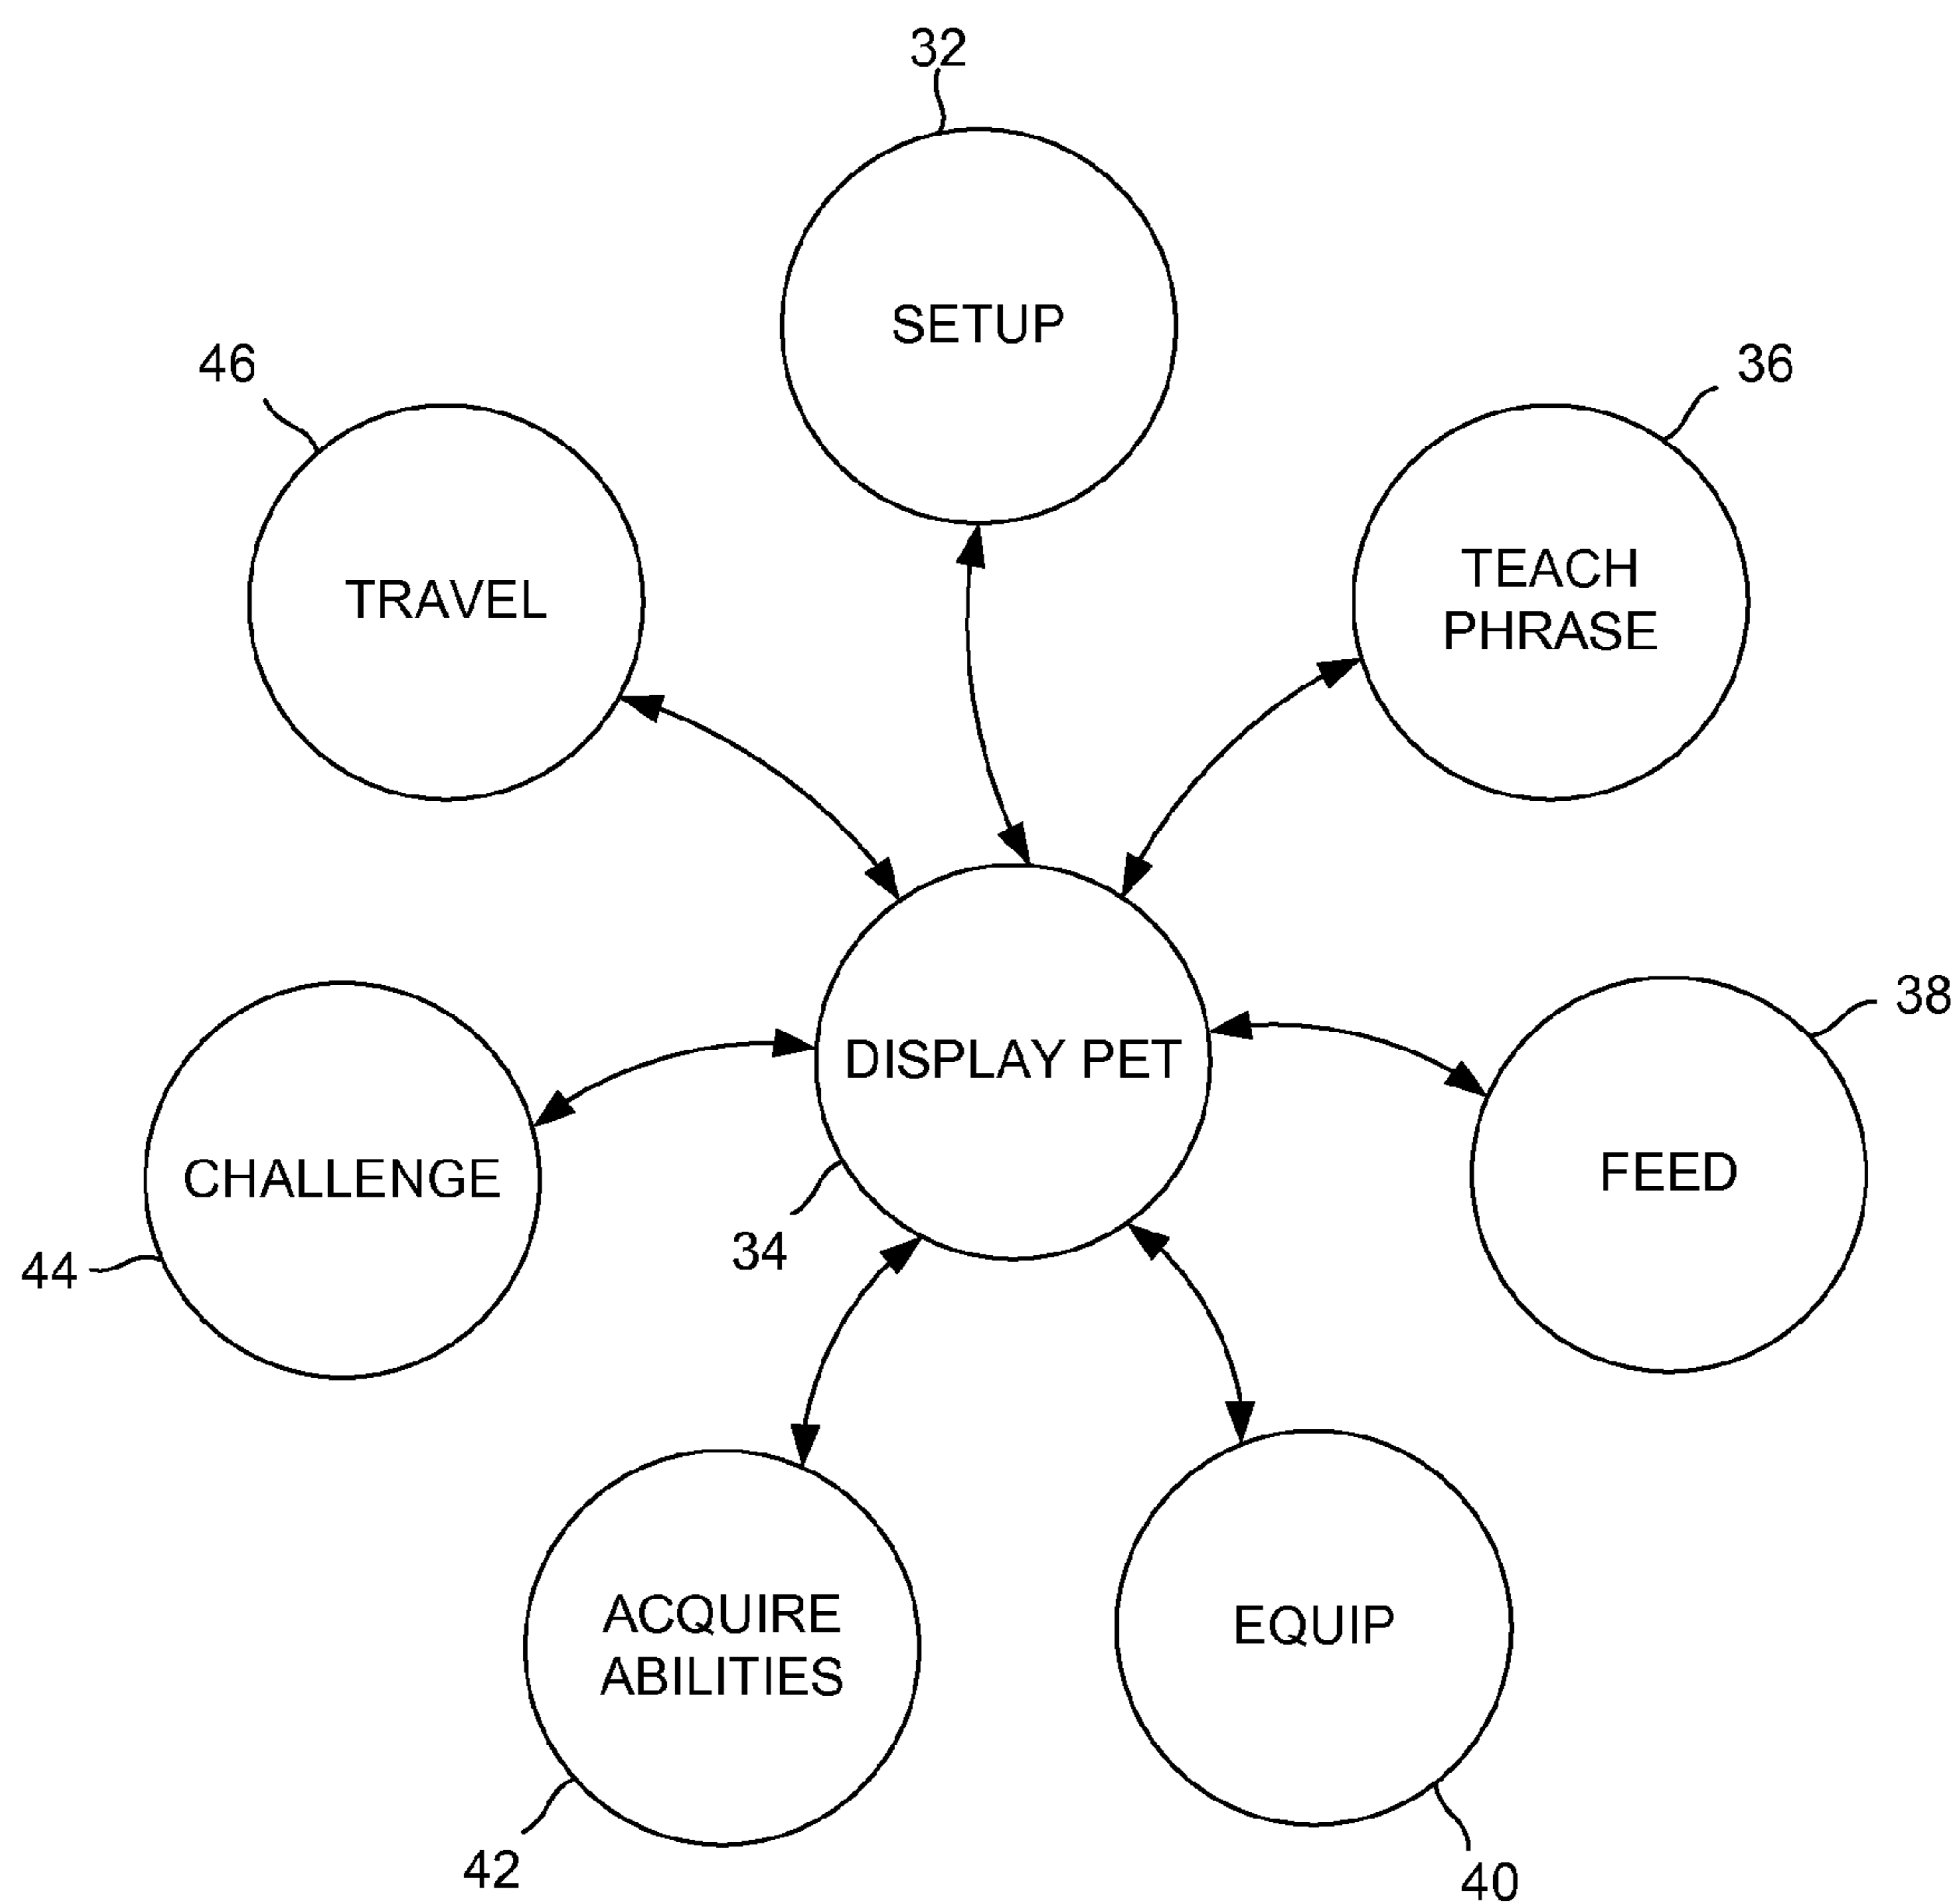 32
SETUP
46
TRAVEL
36
TEACH
PHRASE
38
DISPLAY PET
34
CHALLENGE
44
FEED
ACQUIRE
ABILITIES
42
EQUIP
40